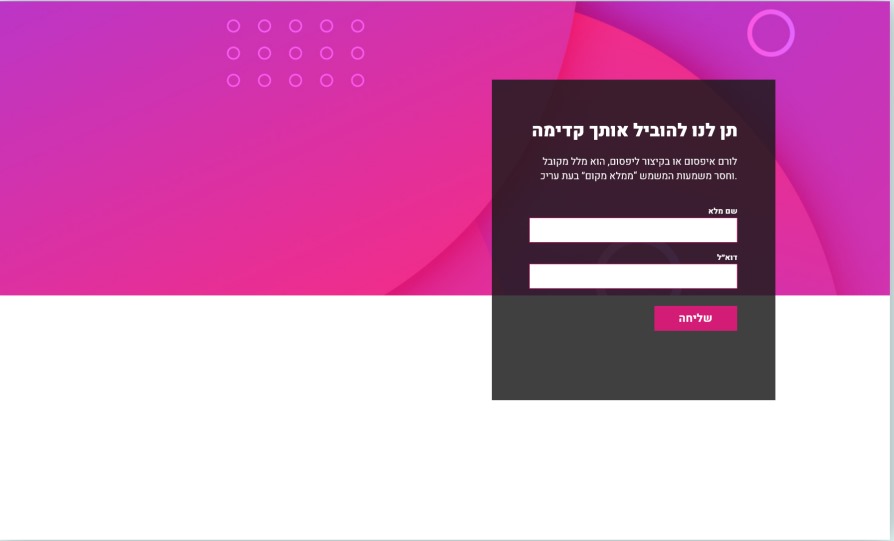 תן לנו להוביל אותך קדימה
לורם איפסום או בקיצור ליפסום, הוא מלל מקובל
וחסר משמעות המשמש "ממלא מקום" בעת עריכ.
שם מלא
דוא"ל
שליחה